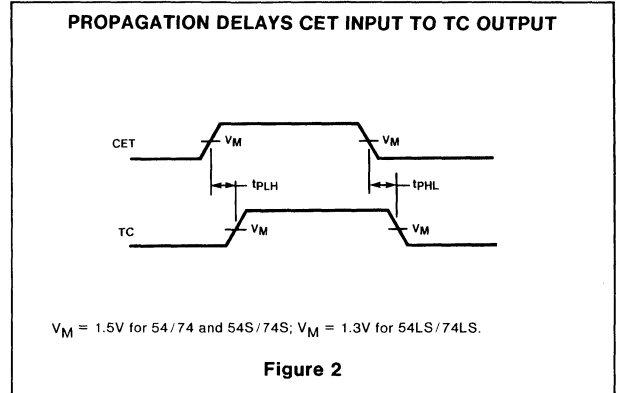 PROPAGATION DELAYS CET INPUT TO TC OUTPUT
CET
VM
VM
tPLH
tPHL
TC
VM
VM
VM = 1.5V for 54/74 and 54S/74S; VM = 1.3V for 54LS/74LS.
Figure 2